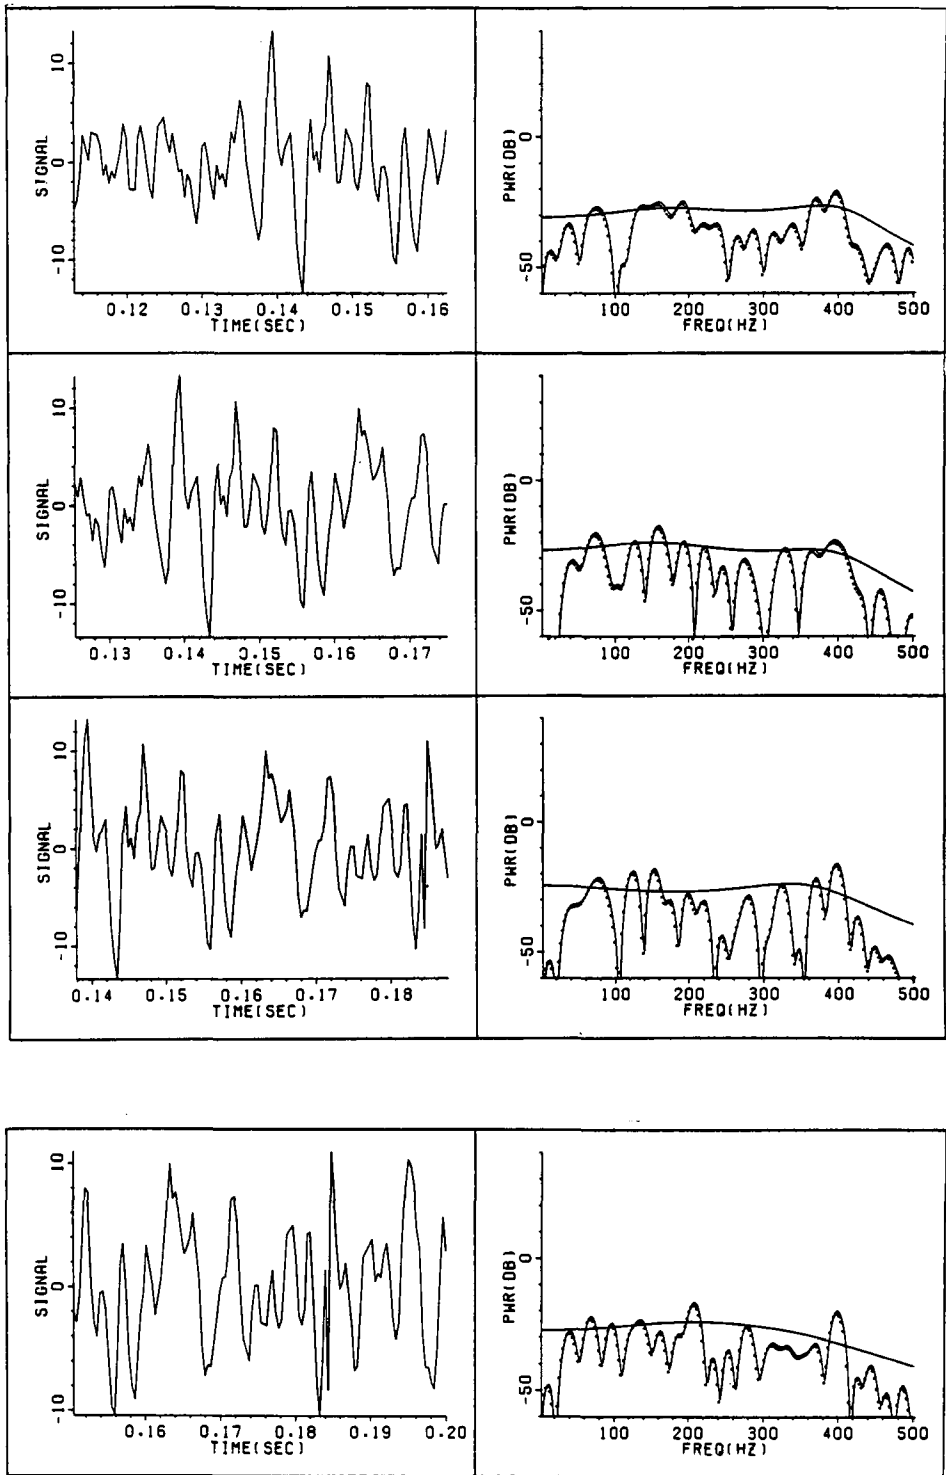 SIGNAL
10
0
-10
0.12 0.13 0.14 0.15 0.16
TIME(SEC)
PWR(DB)
0
-50
100 200 300 400 500
FREQ(HZ)
SIGNAL
10
0
-10
0.13 0.14 0.15 0.16 0.17
TIME(SEC)
PWR(DB)
0
-50
100 200 300 400 500
FREQ(HZ)
SIGNAL
10
0
-10
0.14 0.15 0.16 0.17 0.18
TIME(SEC)
PWR(DB)
0
-50
100 200 300 400 500
FREQ(HZ)
SIGNAL
10
0
-10
0.16 0.17 0.18 0.19 0.20
TIME(SEC)
PWR(DB)
0
-50
100 200 300 400 500
FREQ(HZ)